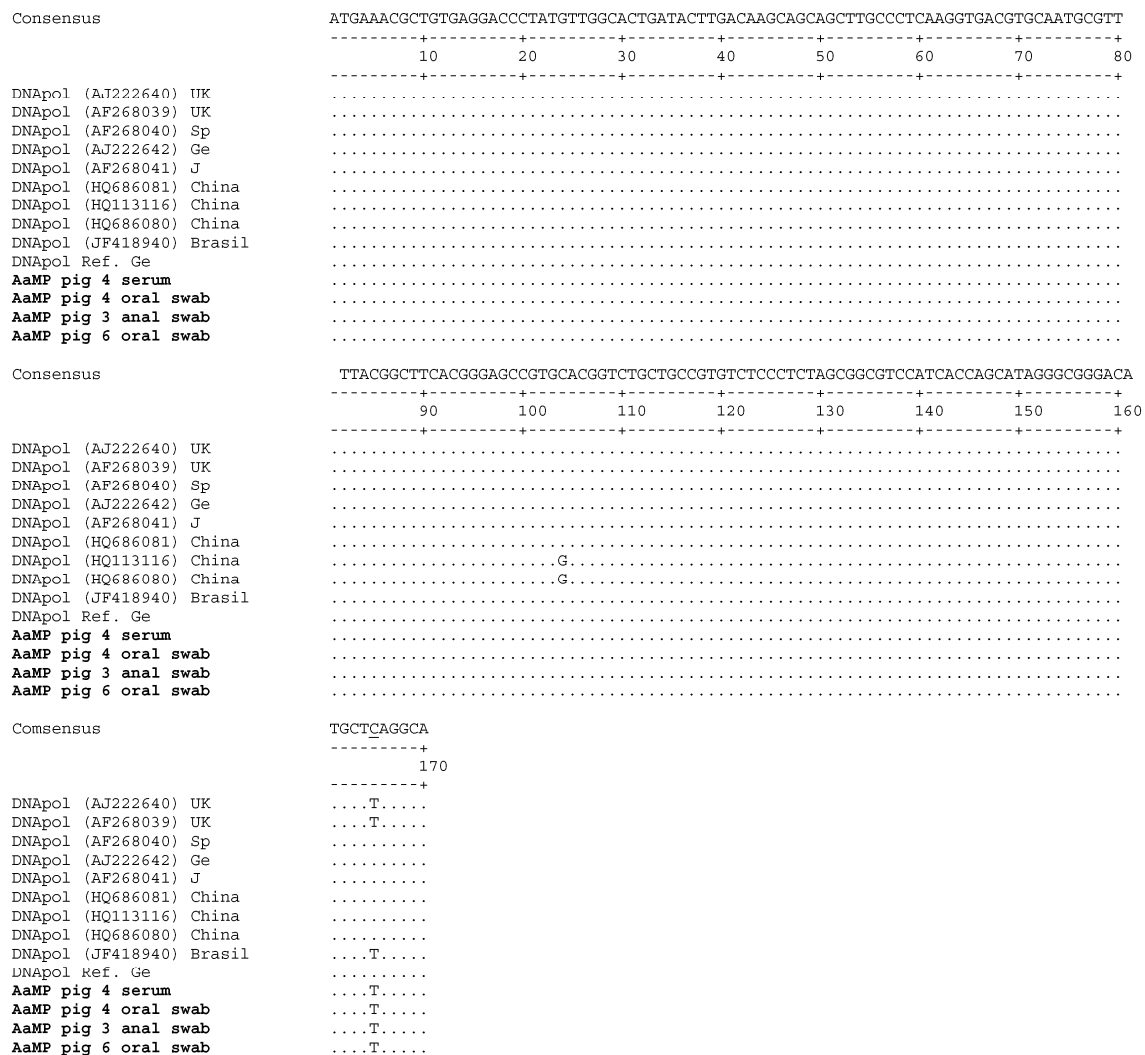 Consensus ATGAAACGCTGTGAGGACCCTATGTTGGCACTGATACTTGACAAGCAGCAGCTTGCCCTCAAGGTGACGTGCAATGCGTT
---------+---------+---------+---------+---------+---------+---------+---------+
10 20 30 40 50 60 70 80
---------+---------+---------+---------+---------+---------+---------+---------+
DNApol (AJ222640) UK ................................................................................
DNApol (AF268039) UK ................................................................................
DNApol (AF268040) Sp ................................................................................
DNApol (AJ222642) Ge ................................................................................
DNApol (AF268041) J ................................................................................
DNApol (HQ686081) China ................................................................................
DNApol (HQ113116) China ................................................................................
DNApol (HQ686080) China ................................................................................
DNApol (JF418940) Brasil ................................................................................
DNApol Ref. Ge ................................................................................
AaMP pig 4 serum ................................................................................
AaMP pig 4 oral swab ................................................................................
AaMP pig 3 anal swab ................................................................................
AaMP pig 6 oral swab ................................................................................
Consensus TTACGGCTTCACGGGAGCCGTGCACGGTCTGCTGCCGTGTCTCCCTCTAGCGGCGTCCATCACCAGCATAGGGCGGGACA
---------+---------+---------+---------+---------+---------+---------+---------+
90 100 110 120 130 140 150 160
---------+---------+---------+---------+---------+---------+---------+---------+
DNApol (AJ222640) UK ................................................................................
DNApol (AF268039) UK ................................................................................
DNApol (AF268040) Sp ................................................................................
DNApol (AJ222642) Ge ................................................................................
DNApol (AF268041) J ................................................................................
DNApol (HQ686081) China ................................................................................
DNApol (HQ113116) China .......................G........................................................
DNApol (HQ686080) China .......................G........................................................
DNApol (JF418940) Brasil ................................................................................
DNApol Ref. Ge ................................................................................
AaMP pig 4 serum ................................................................................
AaMP pig 4 oral swab ................................................................................
AaMP pig 3 anal swab ................................................................................
AaMP pig 6 oral swab ................................................................................
Comsensus TGCTCAGGCA
---------+
170
---------+
DNApol (AJ222640) UK ....T.....
DNApol (AF268039) UK ....T.....
DNApol (AF268040) Sp ..........
DNApol (AJ222642) Ge ..........
DNApol (AF268041) J ..........
DNApol (HQ686081) China ..........
DNApol (HQ113116) China ..........
DNApol (HQ686080) China ..........
DNApol (JF418940) Brasil ....T.....
DNApol Ref. Ge ..........
AaMP pig 4 serum ....T.....
AaMP pig 4 oral swab ....T.....
AaMP pig 3 anal swab ....T.....
AaMP pig 6 oral swab ....T.....